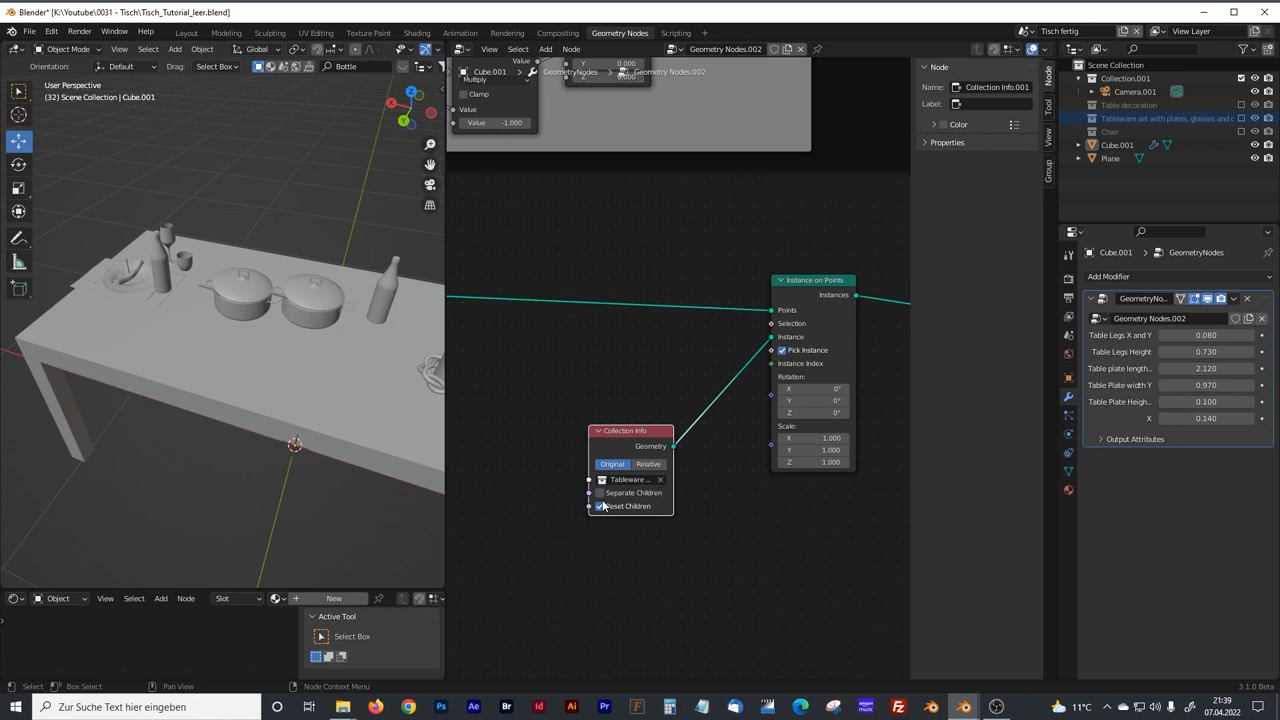 Blender* [K:\Youtube\0031 - Tisch\Tisch_Tutorial_leer.blend]
File Edit Render Window Help Layout Modeling Sculpting UV Editing Texture Paint Shading Animation Rendering Compositing Geometry Nodes Scripting Tisch fertig View Layer
Object Mode View Select Add Object Global View Select Add Node Geometry Nodes.002
Orientation: Default Drag: Select Box Bottle
Cube.001 GeometryNodes Geometry Nodes.002
User Perspective
(32) Scene Collection | Cube.001
Value
Multiply
Clamp
Value
Value -1.000
Y 0.000
Node
Name: Collection Info.001
Label:
Color
Properties
Node
Tool
View
Group
Scene Collection
Collection.001
Camera.001
Table decoration
Tableware set with plates, glasses and c
Chair
Cube.001
Plane
Cube.001 GeometryNodes
Add Modifier
GeometryNo...
Geometry Nodes.002
Table Legs X and Y 0.080
Table Legs Height 0.730
Table plate length... 2.120
Table Plate width Y 0.970
Table Plate Heigh... 0.100
X 0.140
Output Attributes
Instance on Points
Instances
Points
Selection
Instance
Pick Instance
Instance Index
Rotation:
X 0°
Y 0°
Z 0°
Scale:
X 1.000
Y 1.000
Z 1.000
Collection Info
Geometry
Original Relative
Tableware ...
Separate Children
Reset Children
Object View Select Add Node Slot New
Active Tool
Select Box
Select Box Select Pan View Node Context Menu 3.1.0 Beta
Zur Suche Text hier eingeben
11°C
21:39
07.04.2022